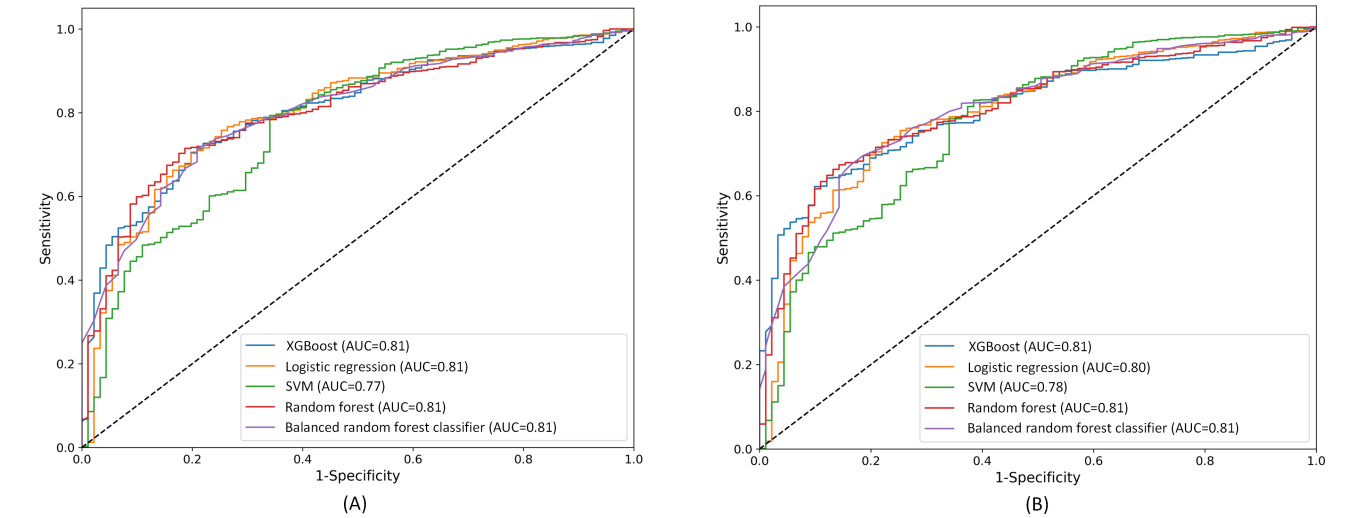 1.0
0.8
0.6
0.4
0.2
0.0
Sensitivity
XGBoost (AUC=0.81)
Logistic regression (AUC=0.81)
SVM (AUC=0.77)
Random forest (AUC=0.81)
Balanced random forest classifier (AUC=0.81)
0.0 0.2 0.4 0.6 0.8 1.0
1-Specificity
(A)
1.0
0.8
0.6
0.4
0.2
0.0
Sensitivity
XGBoost (AUC=0.81)
Logistic regression (AUC=0.80)
SVM (AUC=0.78)
Random forest (AUC=0.81)
Balanced random forest classifier (AUC=0.81)
0.0 0.2 0.4 0.6 0.8 1.0
1-Specificity
(B)